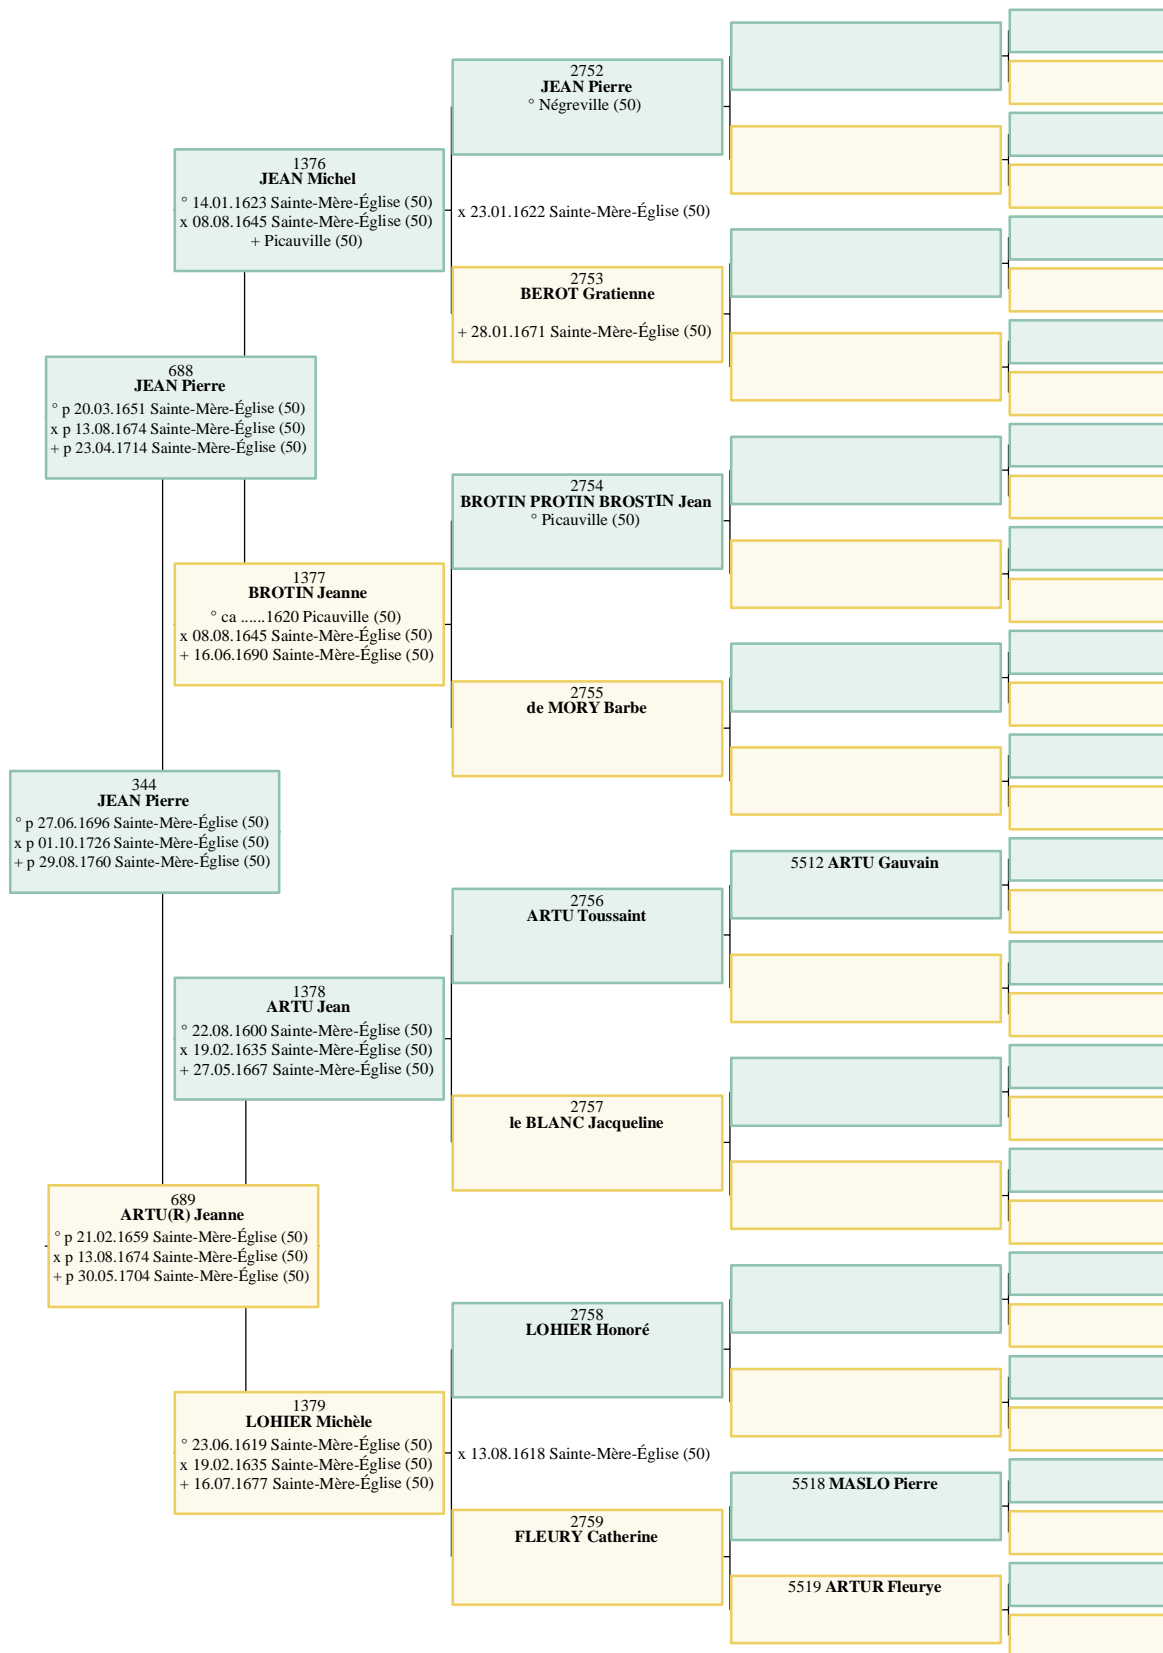 2752
JEAN Pierre
° Négreville (50)
1376
JEAN Michel
° 14.01.1623 Sainte-Mère-Église (50)
x 08.08.1645 Sainte-Mère-Église (50)
+ Picauville (50)
x 23.01.1622 Sainte-Mère-Église (50)
2753
BEROT Gratienne
+ 28.01.1671 Sainte-Mère-Église (50)
688
JEAN Pierre
° p 20.03.1651 Sainte-Mère-Église (50)
x p 13.08.1674 Sainte-Mère-Église (50)
+ p 23.04.1714 Sainte-Mère-Église (50)
2754
BROTIN PROTIN BROSTIN Jean
° Picauville (50)
1377
BROTIN Jeanne
° ca ......1620 Picauville (50)
x 08.08.1645 Sainte-Mère-Église (50)
+ 16.06.1690 Sainte-Mère-Église (50)
2755
de MORY Barbe
344
JEAN Pierre
° p 27.06.1696 Sainte-Mère-Église (50)
x p 01.10.1726 Sainte-Mère-Église (50)
+ p 29.08.1760 Sainte-Mère-Église (50)
5512 ARTU Gauvain
2756
ARTU Toussaint
1378
ARTU Jean
° 22.08.1600 Sainte-Mère-Église (50)
x 19.02.1635 Sainte-Mère-Église (50)
+ 27.05.1667 Sainte-Mère-Église (50)
2757
le BLANC Jacqueline
689
ARTU(R) Jeanne
° p 21.02.1659 Sainte-Mère-Église (50)
x p 13.08.1674 Sainte-Mère-Église (50)
+ p 30.05.1704 Sainte-Mère-Église (50)
2758
LOHIER Honoré
1379
LOHIER Michèle
° 23.06.1619 Sainte-Mère-Église (50)
x 19.02.1635 Sainte-Mère-Église (50)
+ 16.07.1677 Sainte-Mère-Église (50)
x 13.08.1618 Sainte-Mère-Église (50)
5518 MASLO Pierre
2759
FLEURY Catherine
5519 ARTUR Fleurye